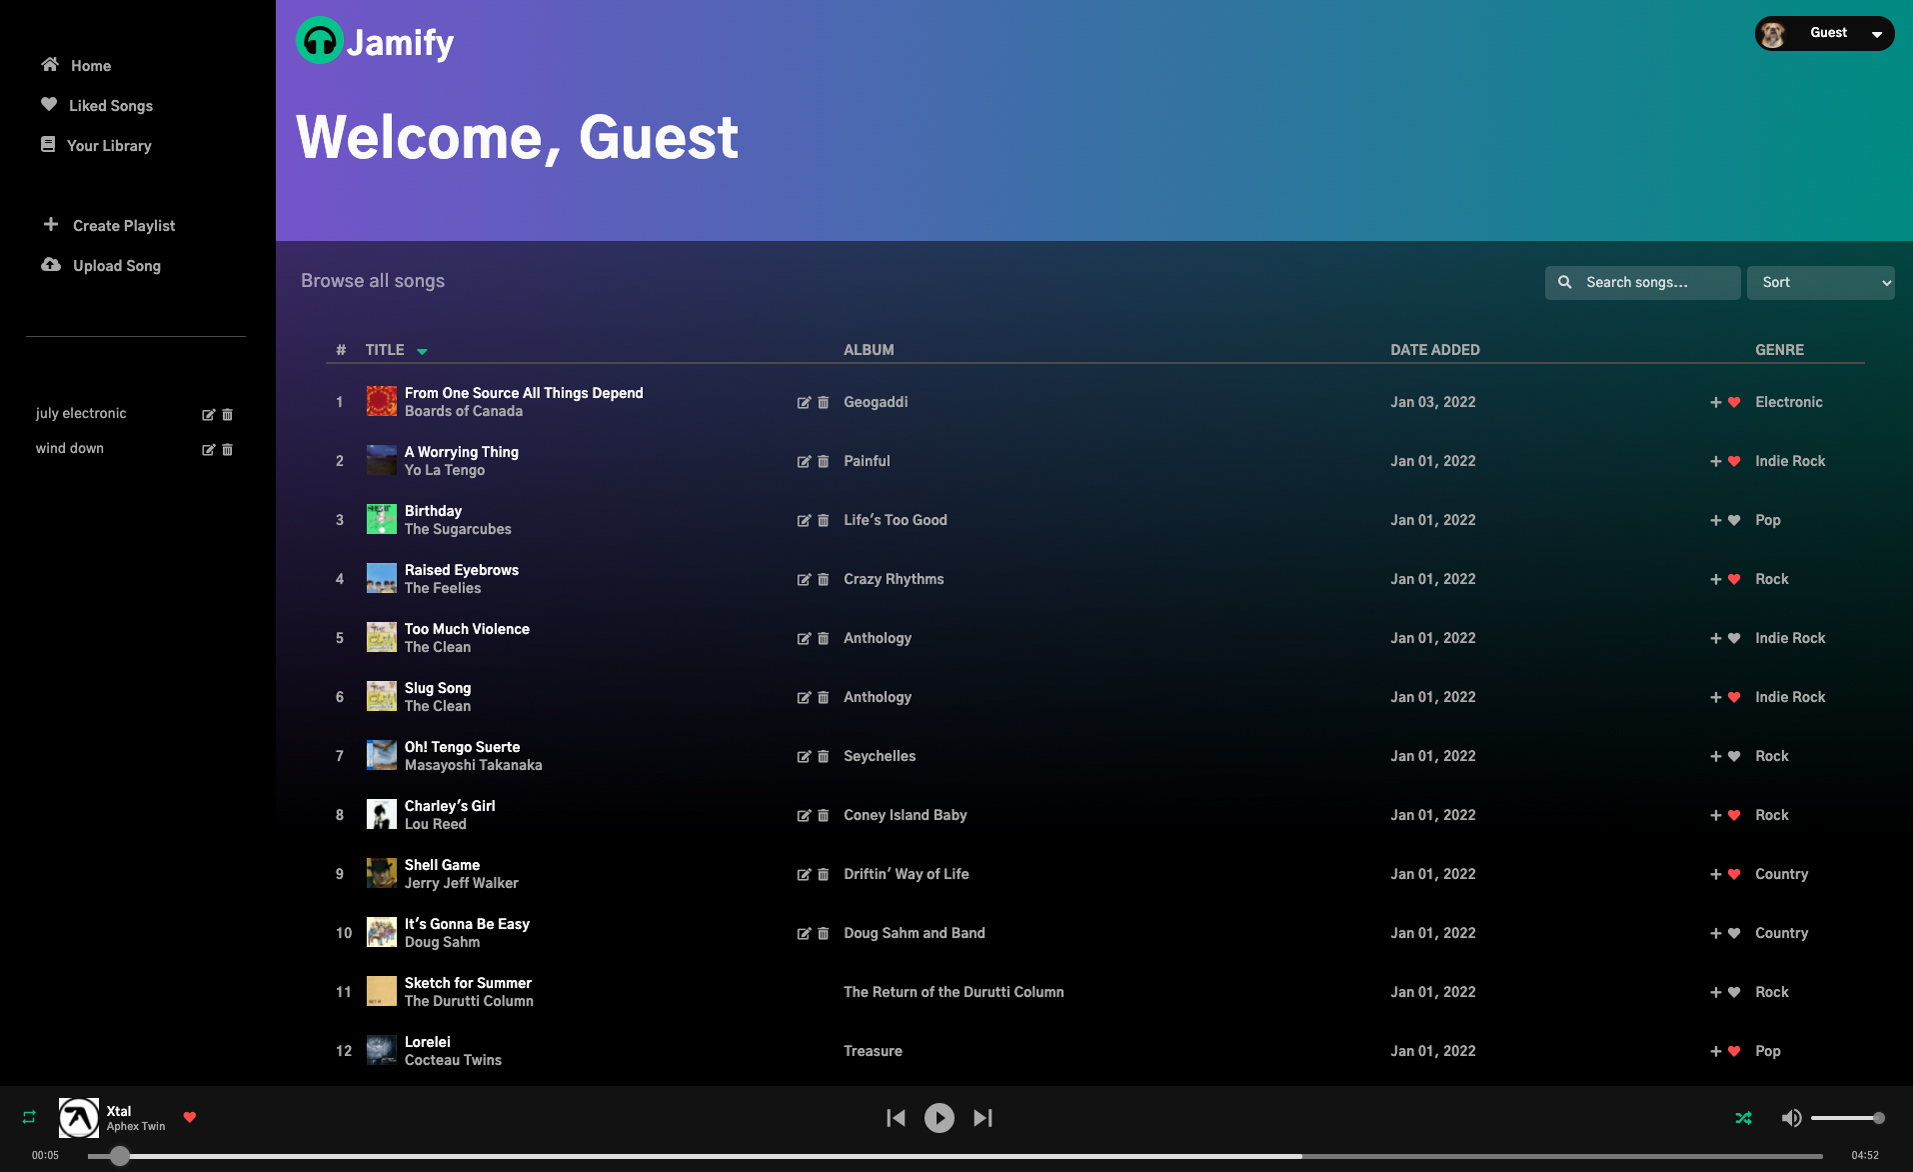 Home
Liked Songs
Your Library
Create Playlist
Upload Song
july electronic
wind down
Jamify
Guest
Welcome, Guest
Browse all songs
Search songs...
Sort
# TITLE ALBUM DATE ADDED GENRE
1 From One Source All Things Depend
Boards of Canada
Geogaddi Jan 03, 2022 Electronic
2 A Worrying Thing
Yo La Tengo
Painful Jan 01, 2022 Indie Rock
3 Birthday
The Sugarcubes
Life's Too Good Jan 01, 2022 Pop
4 Raised Eyebrows
The Feelies
Crazy Rhythms Jan 01, 2022 Rock
5 Too Much Violence
The Clean
Anthology Jan 01, 2022 Indie Rock
6 Slug Song
The Clean
Anthology Jan 01, 2022 Indie Rock
7 Oh! Tengo Suerte
Masayoshi Takanaka
Seychelles Jan 01, 2022 Rock
8 Charley's Girl
Lou Reed
Coney Island Baby Jan 01, 2022 Rock
9 Shell Game
Jerry Jeff Walker
Driftin' Way of Life Jan 01, 2022 Country
10 It's Gonna Be Easy
Doug Sahm
Doug Sahm and Band Jan 01, 2022 Country
11 Sketch for Summer
The Durutti Column
The Return of the Durutti Column Jan 01, 2022 Rock
12 Lorelei
Cocteau Twins
Treasure Jan 01, 2022 Pop
Xtal
Aphex Twin
00:05
04:52